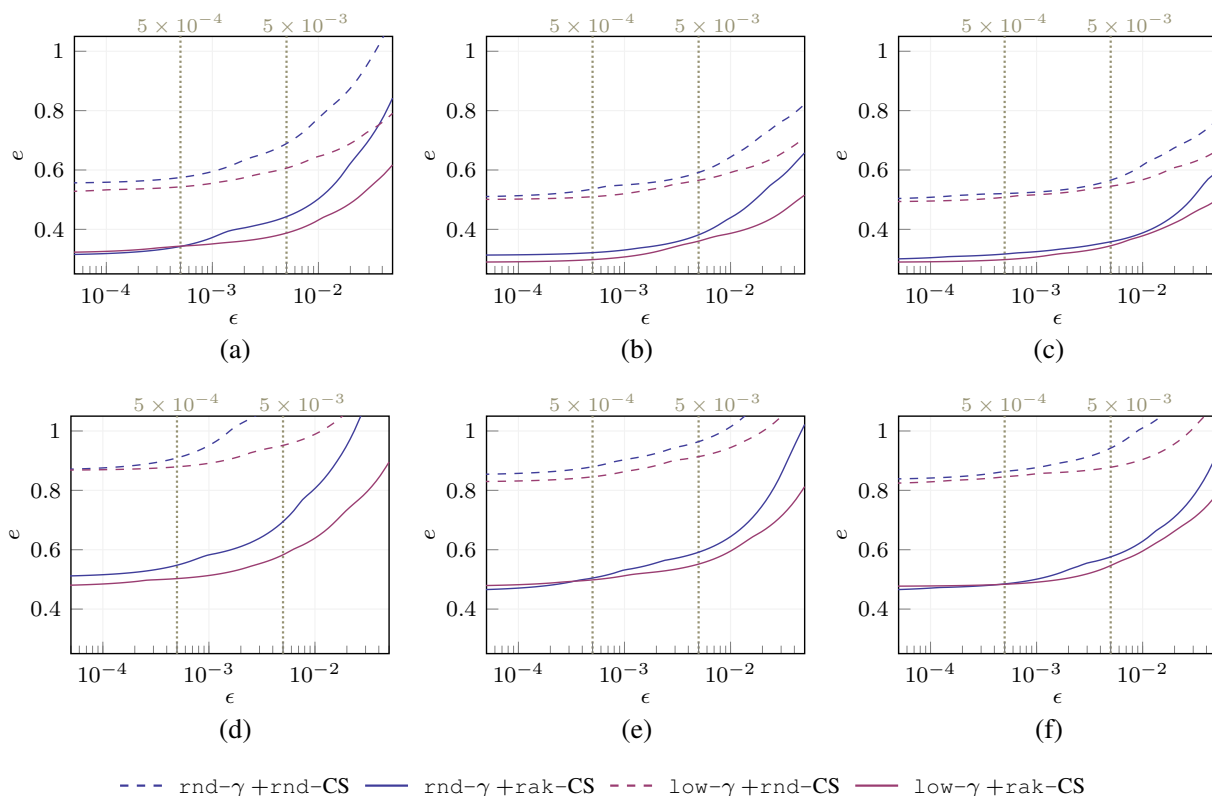 5 × 10⁻⁴ 5 × 10⁻³ 5 × 10⁻⁴ 5 × 10⁻³ 5 × 10⁻⁴ 5 × 10⁻³
1 1 1
0.8 0.8 0.8
e 0.6 e 0.6 e 0.6
0.4 0.4 0.4
10⁻⁴ 10⁻³ 10⁻² 10⁻⁴ 10⁻³ 10⁻² 10⁻⁴ 10⁻³ 10⁻²
ϵ ϵ ϵ
(a) (b) (c)
5 × 10⁻⁴ 5 × 10⁻³ 5 × 10⁻⁴ 5 × 10⁻³ 5 × 10⁻⁴ 5 × 10⁻³
1 1 1
0.8 0.8 0.8
e 0.6 e 0.6 e 0.6
0.4 0.4 0.4
10⁻⁴ 10⁻³ 10⁻² 10⁻⁴ 10⁻³ 10⁻² 10⁻⁴ 10⁻³ 10⁻²
ϵ ϵ ϵ
(d) (e) (f)
rnd-γ +rnd-CS rnd-γ +rak-CS low-γ +rnd-CS low-γ +rak-CS